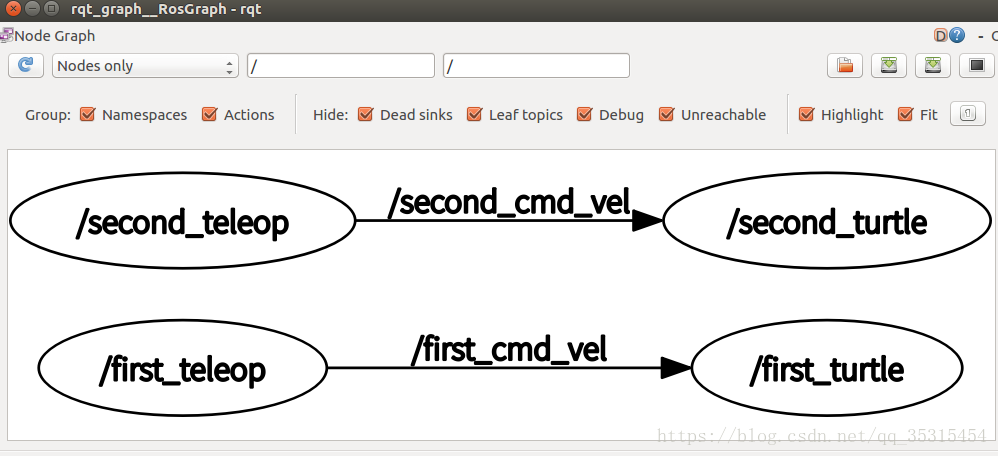 rqt_graph__RosGraph - rqt
Node Graph
D ? -
Nodes only / /
Group: Namespaces Actions Hide: Dead sinks Leaf topics Debug Unreachable Highlight Fit
/second_teleop /second_cmd_vel /second_turtle
/first_teleop /first_cmd_vel /first_turtle
https://blog.csdn.net/qq_35315454